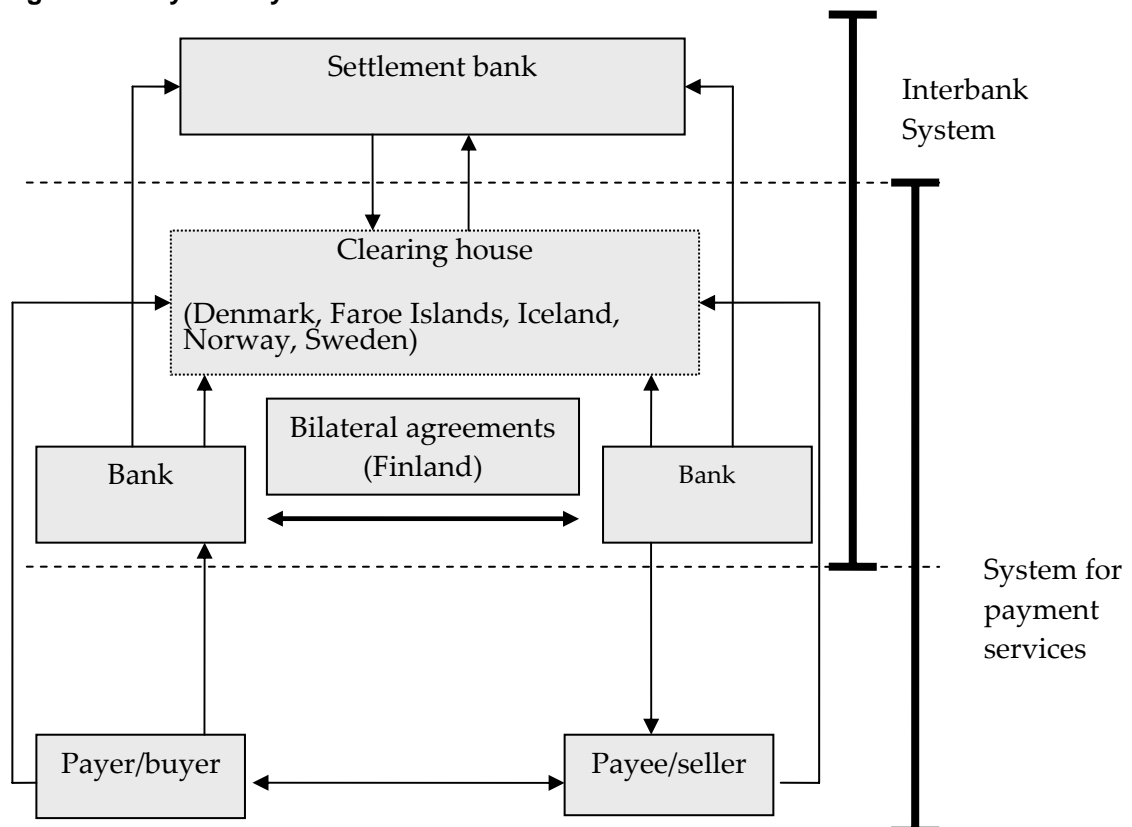 Settlement bank
Interbank
System
Clearing house
(Denmark, Faroe Islands, Iceland,
Norway, Sweden)
Bilateral agreements
(Finland)
Bank
Bank
System for
payment
services
Payer/buyer
Payee/seller